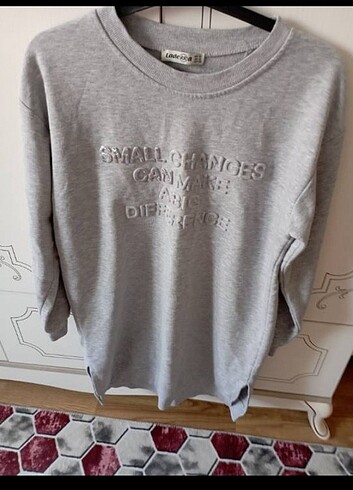 SMALL CHANGES
CAN MAKE
A BIG
DIFFERENCE